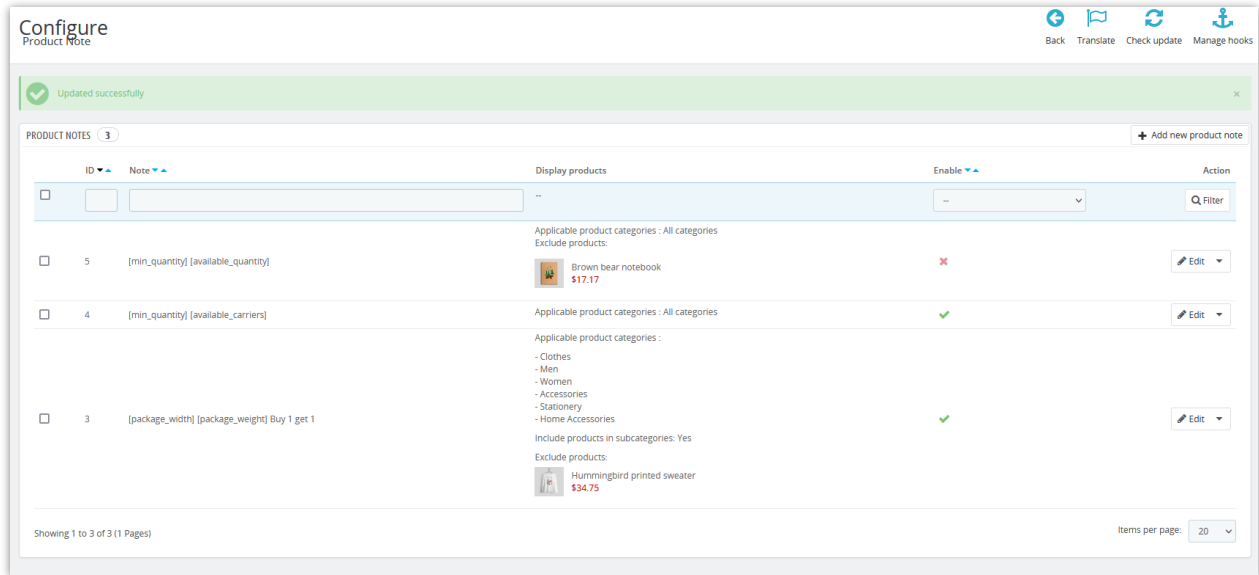 Configure
Product Note
Back Translate Check update Manage hooks
Updated successfully
×
PRODUCT NOTES 3
Add new product note
ID Note Display products Enable Action
-- -- Filter
Applicable product categories : All categories
Exclude products:
5 [min_quantity] [available_quantity] Brown bear notebook Edit
$17.17
4 [min_quantity] [available_carriers] Applicable product categories : All categories Edit
Applicable product categories :
- Clothes
- Men
- Women
- Accessories
- Stationery
- Home Accessories
3 [package_width] [package_weight] Buy 1 get 1 Edit
Include products in subcategories: Yes
Exclude products:
Hummingbird printed sweater
$34.75
Showing 1 to 3 of 3 (1 Pages)
Items per page: 20